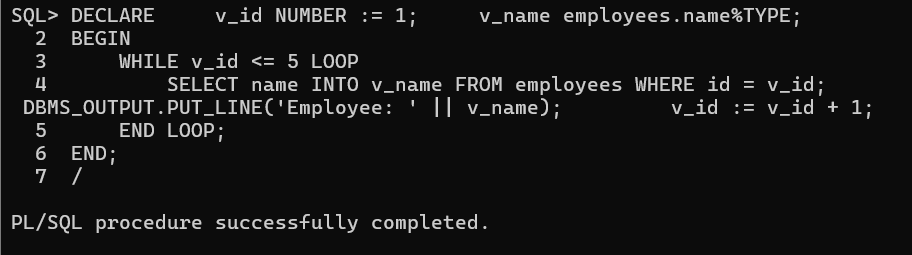 SQL> DECLARE     v_id NUMBER := 1;     v_name employees.name%TYPE;
  2  BEGIN
  3      WHILE v_id <= 5 LOOP
  4          SELECT name INTO v_name FROM employees WHERE id = v_id;
 DBMS_OUTPUT.PUT_LINE('Employee: ' || v_name);         v_id := v_id + 1;
  5      END LOOP;
  6  END;
  7  /
PL/SQL procedure successfully completed.